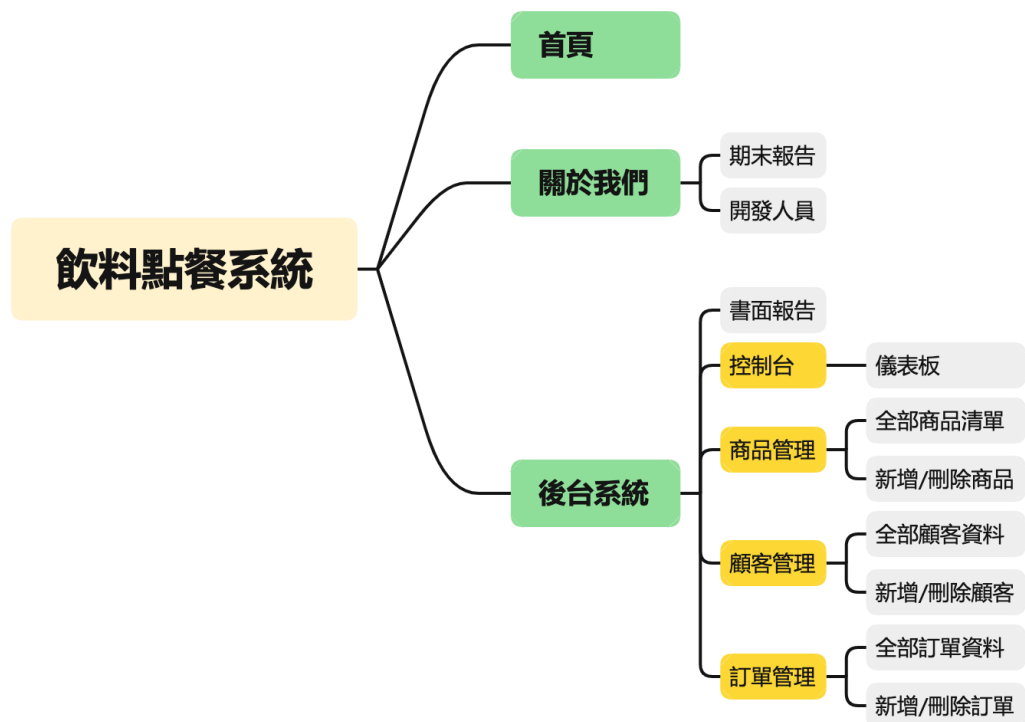 飲料點餐系統
首頁
關於我們
期末報告
開發人員
後台系統
書面報告
控制台
儀表板
商品管理
全部商品清單
新增/刪除商品
顧客管理
全部顧客資料
新增/刪除顧客
訂單管理
全部訂單資料
新增/刪除訂單